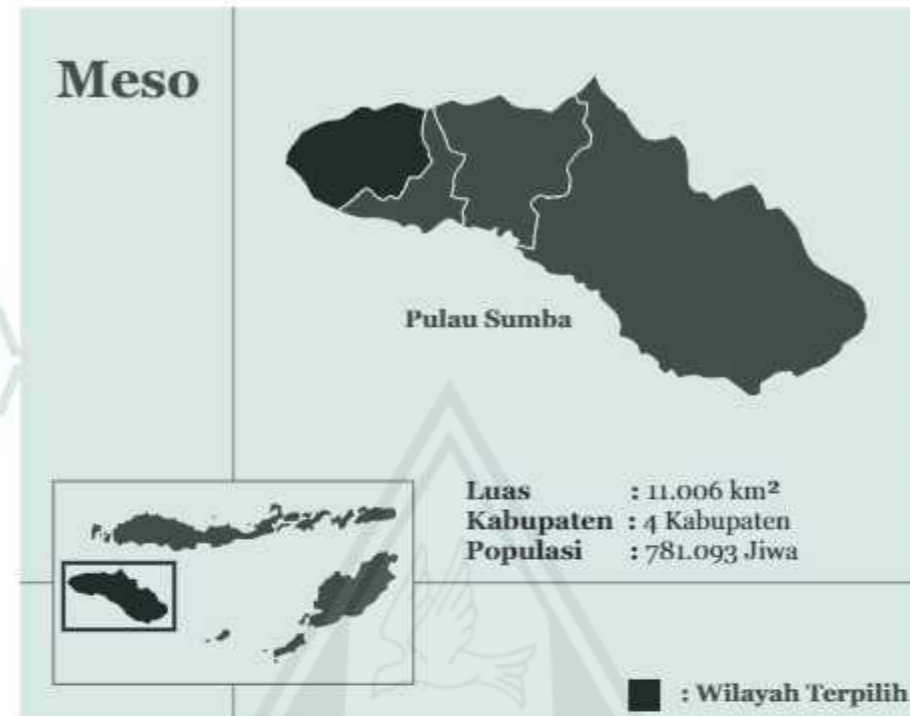 Meso
Pulau Sumba
Luas : 11.006 km²
Kabupaten : 4 Kabupaten
Populasi : 781.093 Jiwa
: Wilayah Terpilih